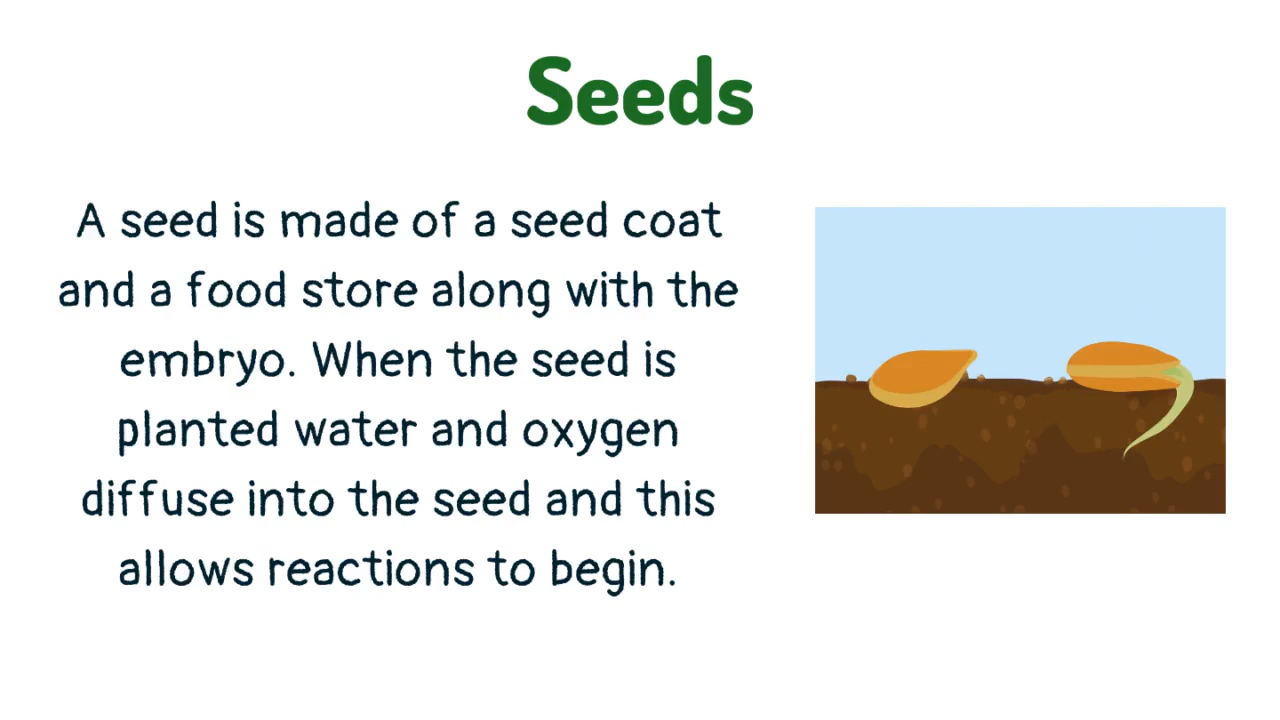 Seeds
A seed is made of a seed coat
and a food store along with the
embryo. When the seed is
planted water and oxygen
diffuse into the seed and this
allows reactions to begin.